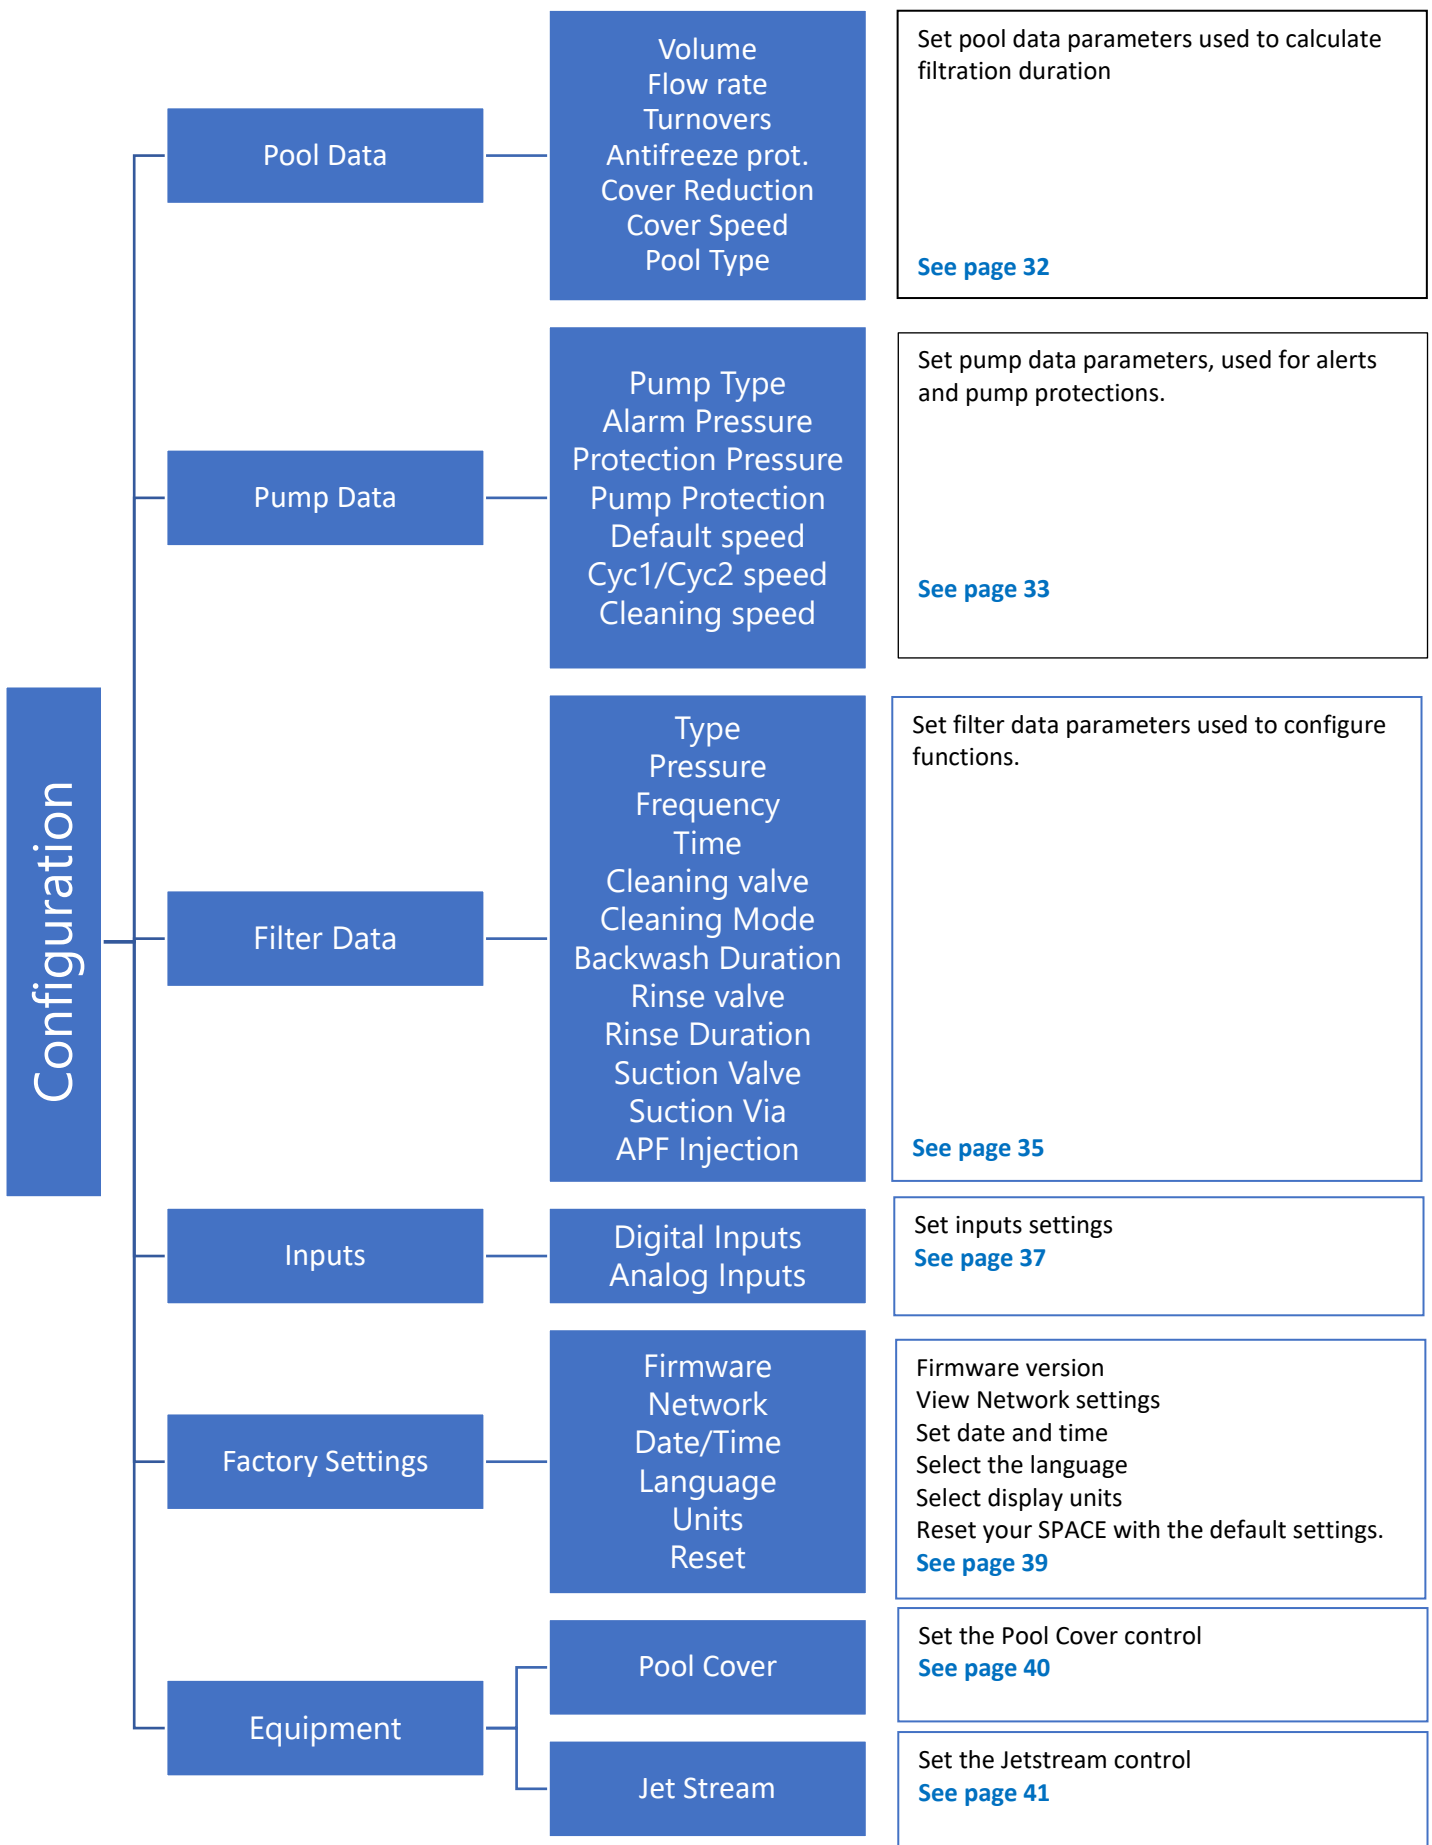 Configuration
Pool Data
Volume
Flow rate
Turnovers
Antifreeze prot.
Cover Reduction
Cover Speed
Pool Type
Set pool data parameters used to calculate
filtration duration
See page 32
Pump Data
Pump Type
Alarm Pressure
Protection Pressure
Pump Protection
Default speed
Cyc1/Cyc2 speed
Cleaning speed
Set pump data parameters, used for alerts
and pump protections.
See page 33
Filter Data
Type
Pressure
Frequency
Time
Cleaning valve
Cleaning Mode
Backwash Duration
Rinse valve
Rinse Duration
Suction Valve
Suction Via
APF Injection
Set filter data parameters used to configure
functions.
See page 35
Inputs
Digital Inputs
Analog Inputs
Set inputs settings
See page 37
Factory Settings
Firmware
Network
Date/Time
Language
Units
Reset
Firmware version
View Network settings
Set date and time
Select the language
Select display units
Reset your SPACE with the default settings.
See page 39
Equipment
Pool Cover
Set the Pool Cover control
See page 40
Jet Stream
Set the Jetstream control
See page 41